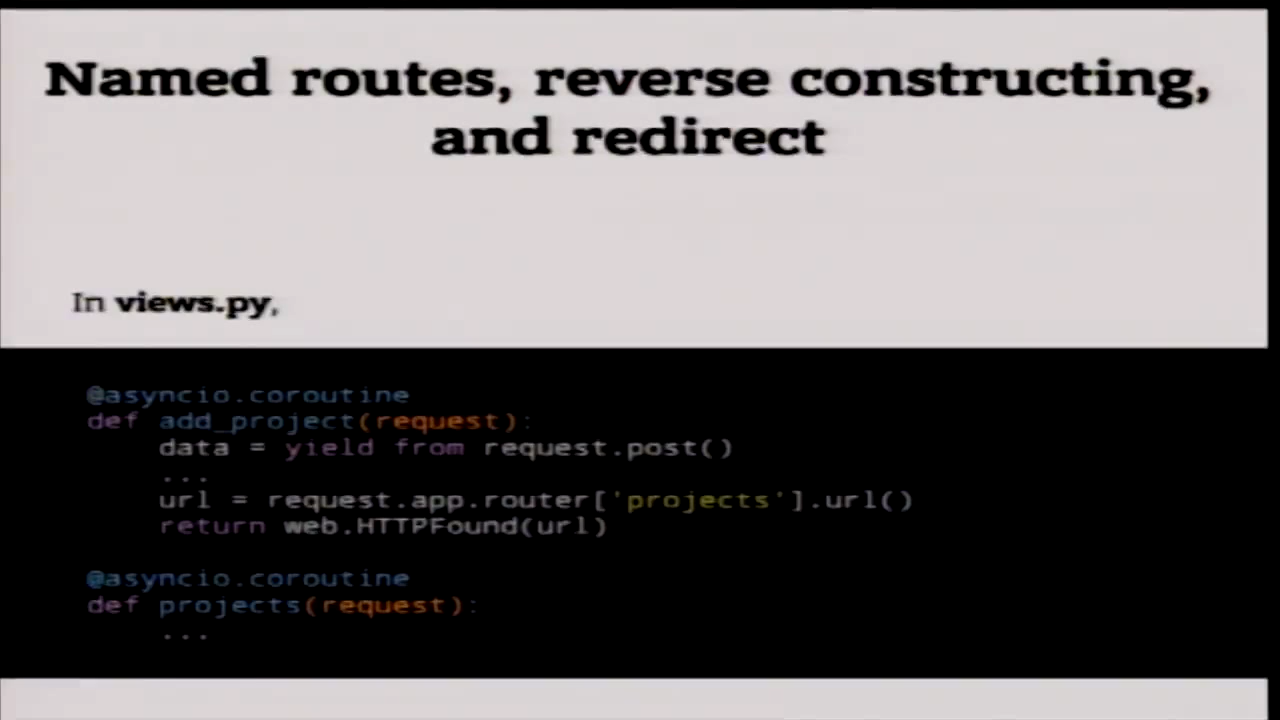 Named routes, reverse constructing,
and redirect
In views.py,
@asyncio.coroutine
def add_project(request):
    data = yield from request.post()
    ...
    url = request.app.router['projects'].url()
    return web.HTTPFound(url)
@asyncio.coroutine
def projects(request):
    ...